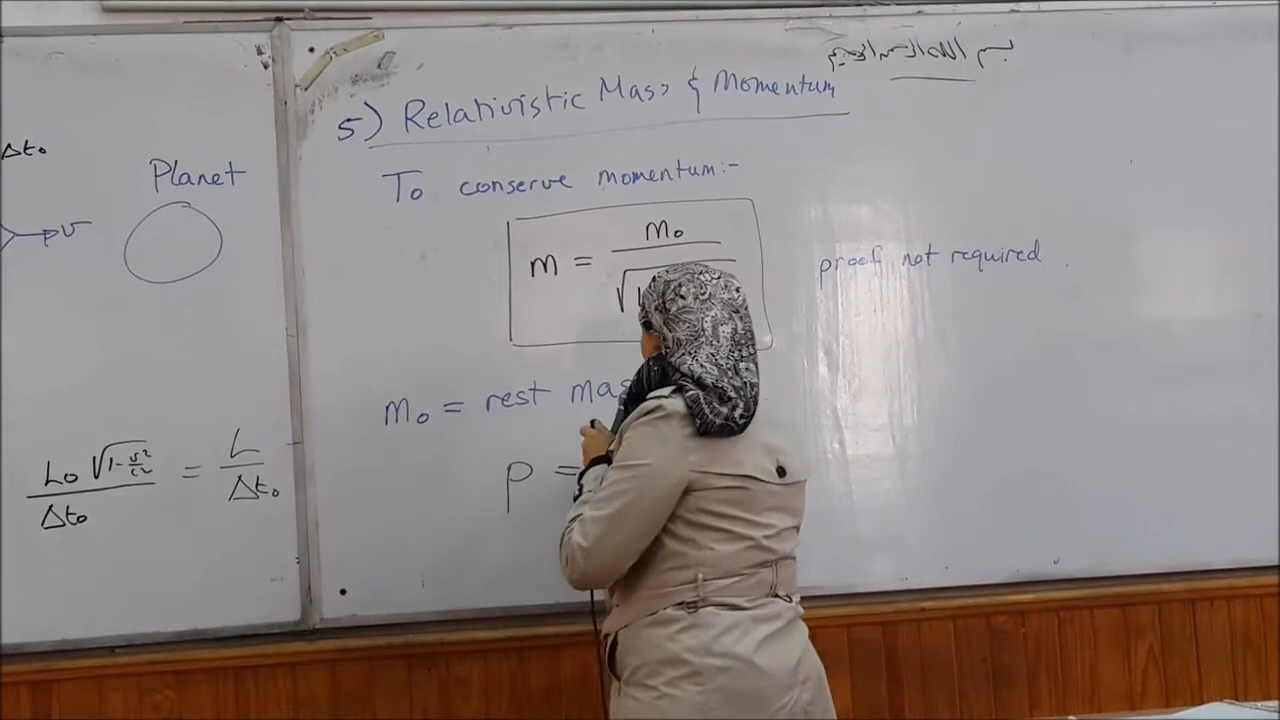 Δt₀
Planet
v
L₀ √1-v²/c² / Δt₀ = L / Δt₀
بسم الله الرحمن الرحيم
5) Relativistic Mass & Momentum
To conserve momentum:-
m = m₀ / √1
proof not required.
m₀ = rest mas
p =